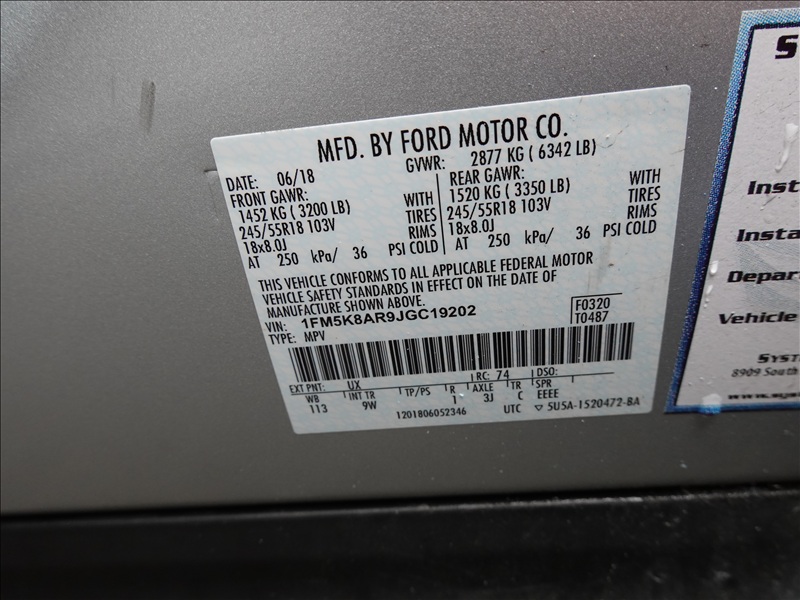 MFD. BY FORD MOTOR CO.
DATE: 06/18 GVWR: 2877 KG ( 6342 LB)
FRONT GAWR: REAR GAWR:
1452 KG ( 3200 LB) WITH 1520 KG ( 3350 LB) WITH
245/55R18 103V TIRES 245/55R18 103V TIRES
18x8.0J RIMS 18x8.0J RIMS
AT 250 kPa/ 36 PSI COLD AT 250 kPa/ 36 PSI COLD
THIS VEHICLE CONFORMS TO ALL APPLICABLE FEDERAL MOTOR
VEHICLE SAFETY STANDARDS IN EFFECT ON THE DATE OF
MANUFACTURE SHOWN ABOVE.
VIN: 1FM5K8AR9JGC19202 F0320
TYPE: MPV T0487
EXT PNT: UX RC: 74 DSO:
WB INT TR TP/PS R AXLE TR SPR
113 9W 1 3J C EEEE
1201806052346 UTC ▽ 5U5A-1520472-BA
S
Inst
Insta
Depar
Vehicle
SYST
8909 South